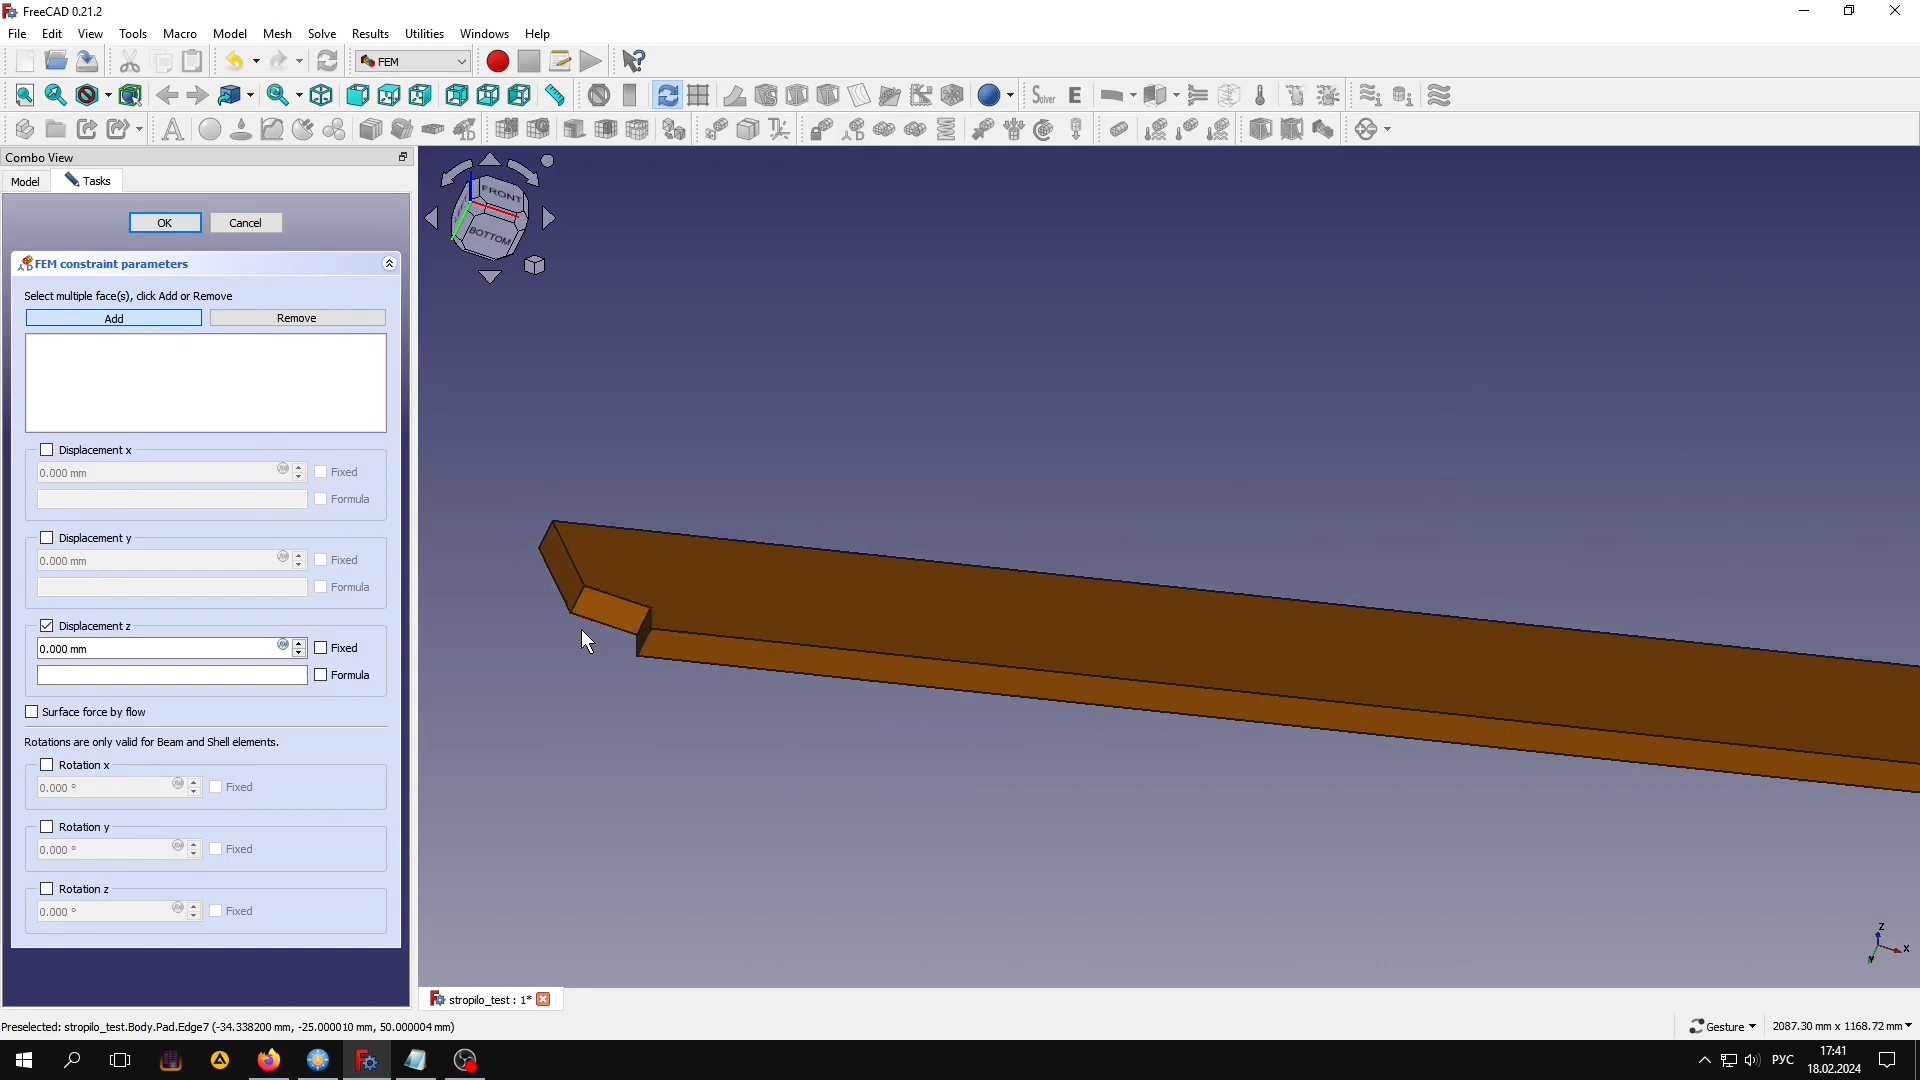 FreeCAD 0.21.2
File Edit View Tools Macro Model Mesh Solve Results Utilities Windows Help
FEM
Solver E
Combo View
Model Tasks
OK Cancel
FEM constraint parameters
Select multiple face(s), click Add or Remove
Add Remove
Displacement x
0.000 mm Fixed
Formula
Displacement y
0.000 mm Fixed
Formula
Displacement z
0.000 mm Fixed
Formula
Surface force by flow
Rotations are only valid for Beam and Shell elements.
Rotation x
0.000 ° Fixed
Rotation y
0.000 ° Fixed
Rotation z
0.000 ° Fixed
FRONT
BOTTOM
Z
X
Y
stropilo_test : 1*
Preselected: stropilo_test.Body.Pad.Edge7 (-34.338200 mm, -25.000010 mm, 50.000004 mm)
Gesture 2087.30 mm x 1168.72 mm
РУС
17:41
18.02.2024